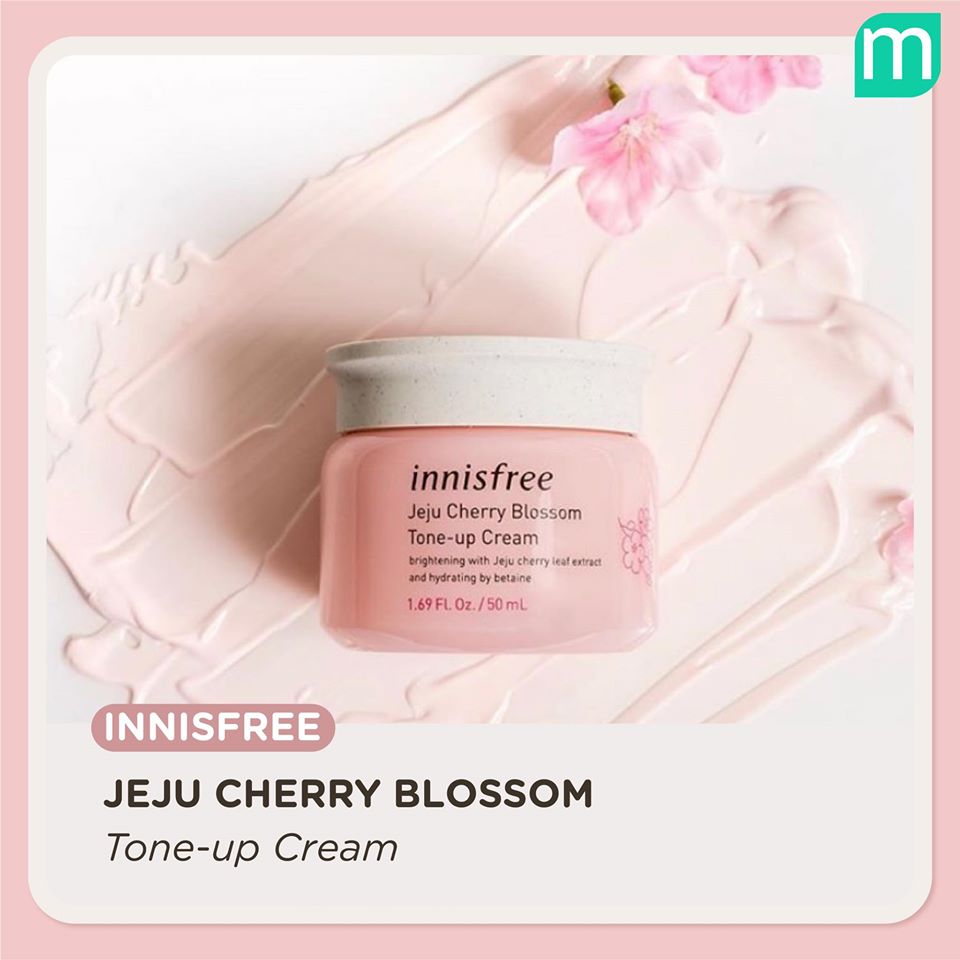 m
innisfree
Jeju Cherry Blossom
Tone-up Cream
brightening with Jeju cherry leaf extract
and hydrating by betaine
1.69 FL. Oz. / 50 mL
INNISFREE
JEJU CHERRY BLOSSOM
Tone-up Cream